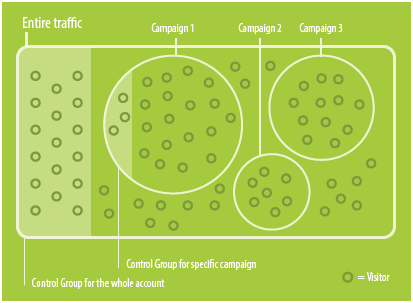 Entire traffic
Campaign 1
Campaign 2
Campaign 3
Control Group for specific campaign
Control Group for the whole account
= Visitor